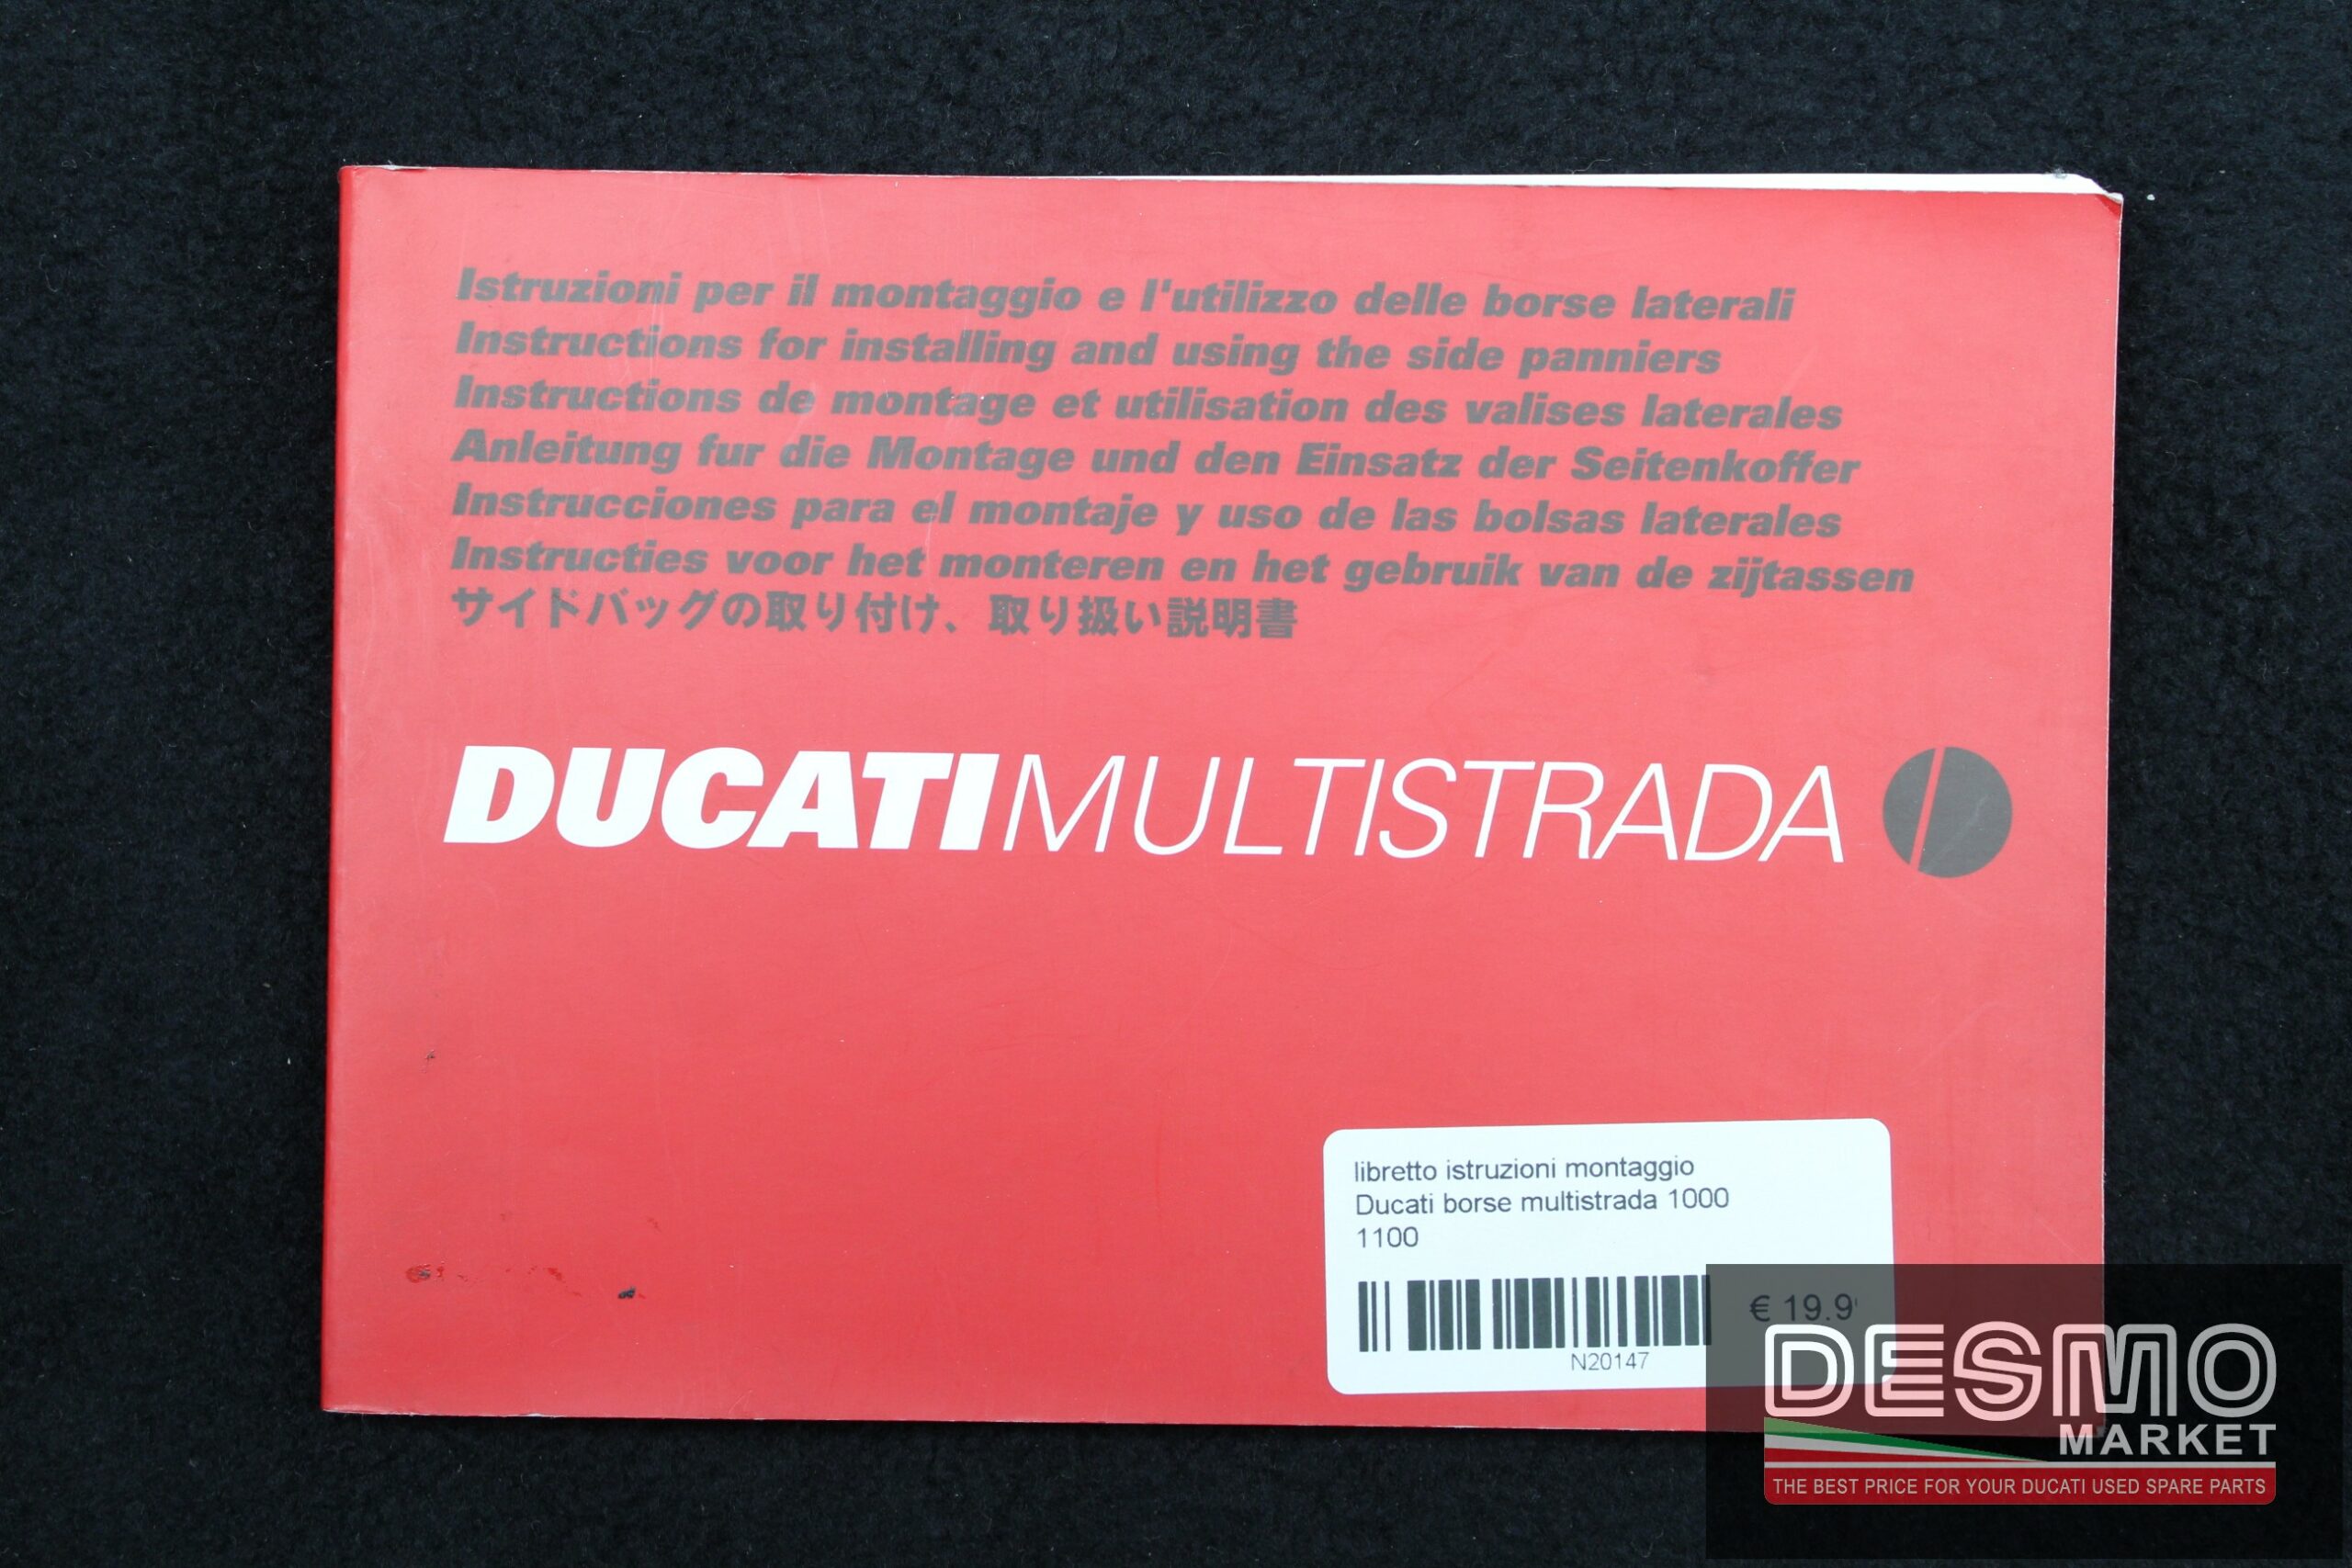 Istruzioni per il montaggio e l'utilizzo delle borse laterali
Instructions for installing and using the side panniers
Instructions de montage et utilisation des valises laterales
Anleitung fur die Montage und den Einsatz der Seitenkoffer
Instrucciones para el montaje y uso de las bolsas laterales
Instructies voor het monteren en het gebruik van de zijtassen
サイドバッグの取り付け、取り扱い説明書
DUCATIMULTISTRADA
libretto istruzioni montaggio
Ducati borse multistrada 1000
1100
€ 19.9
N20147
DESMO
MARKET
THE BEST PRICE FOR YOUR DUCATI USED SPARE PARTS